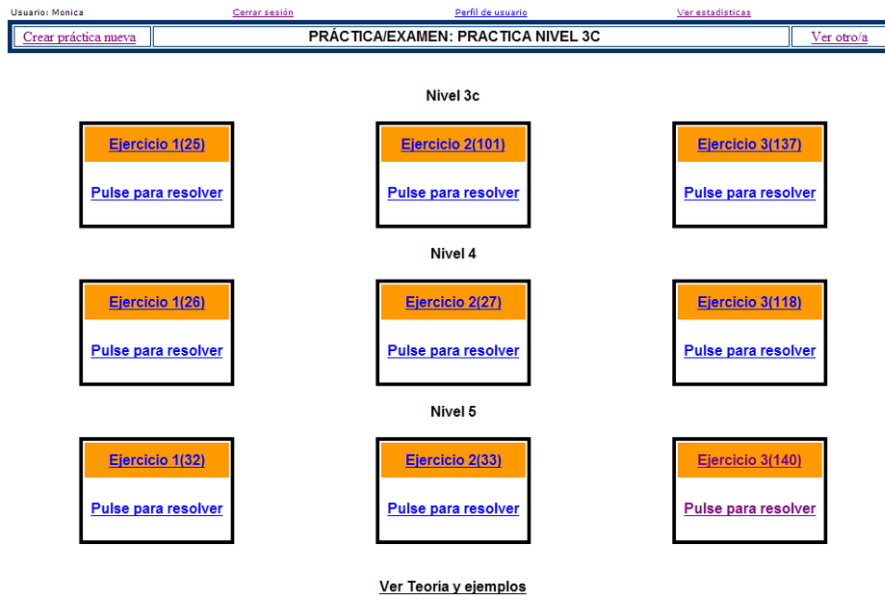 Usuario: Monica Cerrar sesión Perfil de usuario Ver estadisticas
Crear práctica nueva PRÁCTICA/EXAMEN: PRACTICA NIVEL 3C Ver otro/a
Nivel 3c
Ejercicio 1(25) Ejercicio 2(101) Ejercicio 3(137)
Pulse para resolver Pulse para resolver Pulse para resolver
Nivel 4
Ejercicio 1(26) Ejercicio 2(27) Ejercicio 3(118)
Pulse para resolver Pulse para resolver Pulse para resolver
Nivel 5
Ejercicio 1(32) Ejercicio 2(33) Ejercicio 3(140)
Pulse para resolver Pulse para resolver Pulse para resolver
Ver Teoría y ejemplos